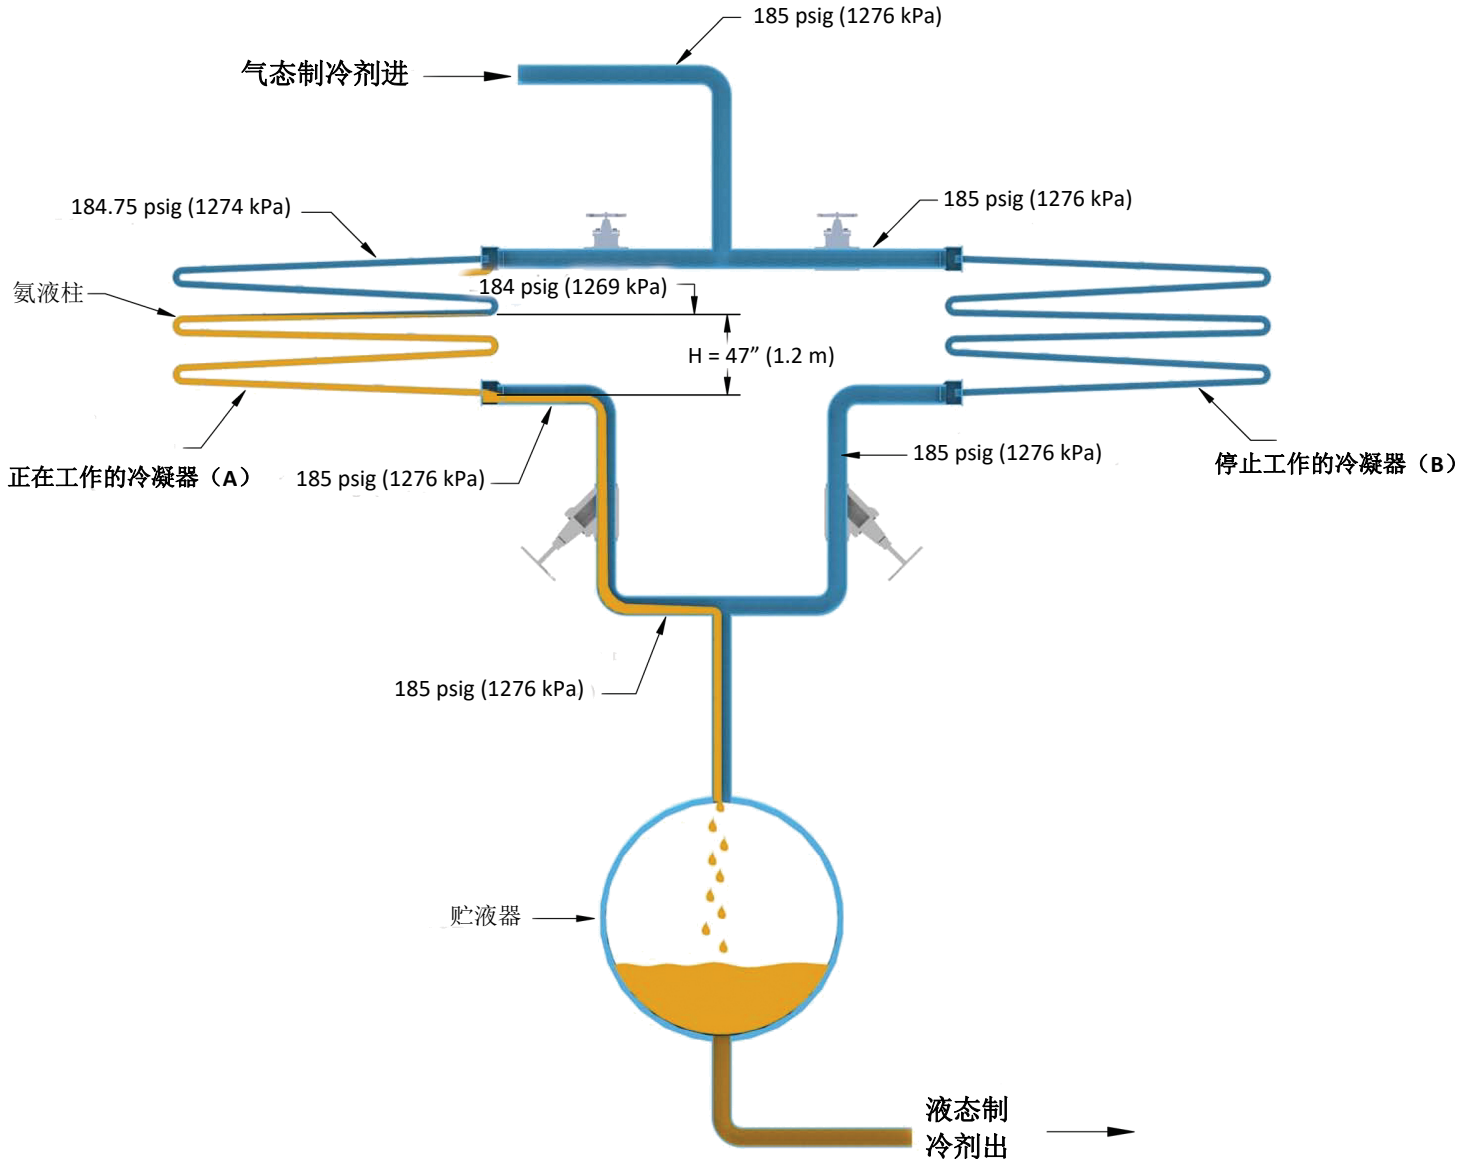 185 psig (1276 kPa)
气态制冷剂进
184.75 psig (1274 kPa)
185 psig (1276 kPa)
184 psig (1269 kPa)
氨液柱
H = 47” (1.2 m)
正在工作的冷凝器（A）
185 psig (1276 kPa)
185 psig (1276 kPa)
停止工作的冷凝器（B）
185 psig (1276 kPa)
贮液器
液态制
冷剂出